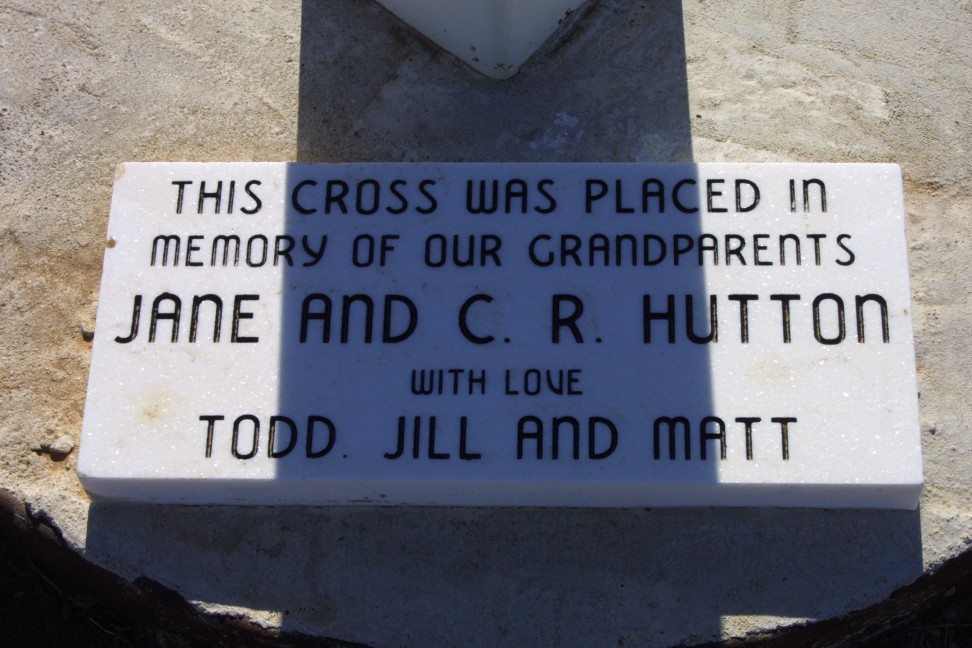 THIS CROSS WAS PLACED IN
MEMORY OF OUR GRANDPARENTS
JANE AND C. R. HUTTON
WITH LOVE
TODD. JILL AND MATT